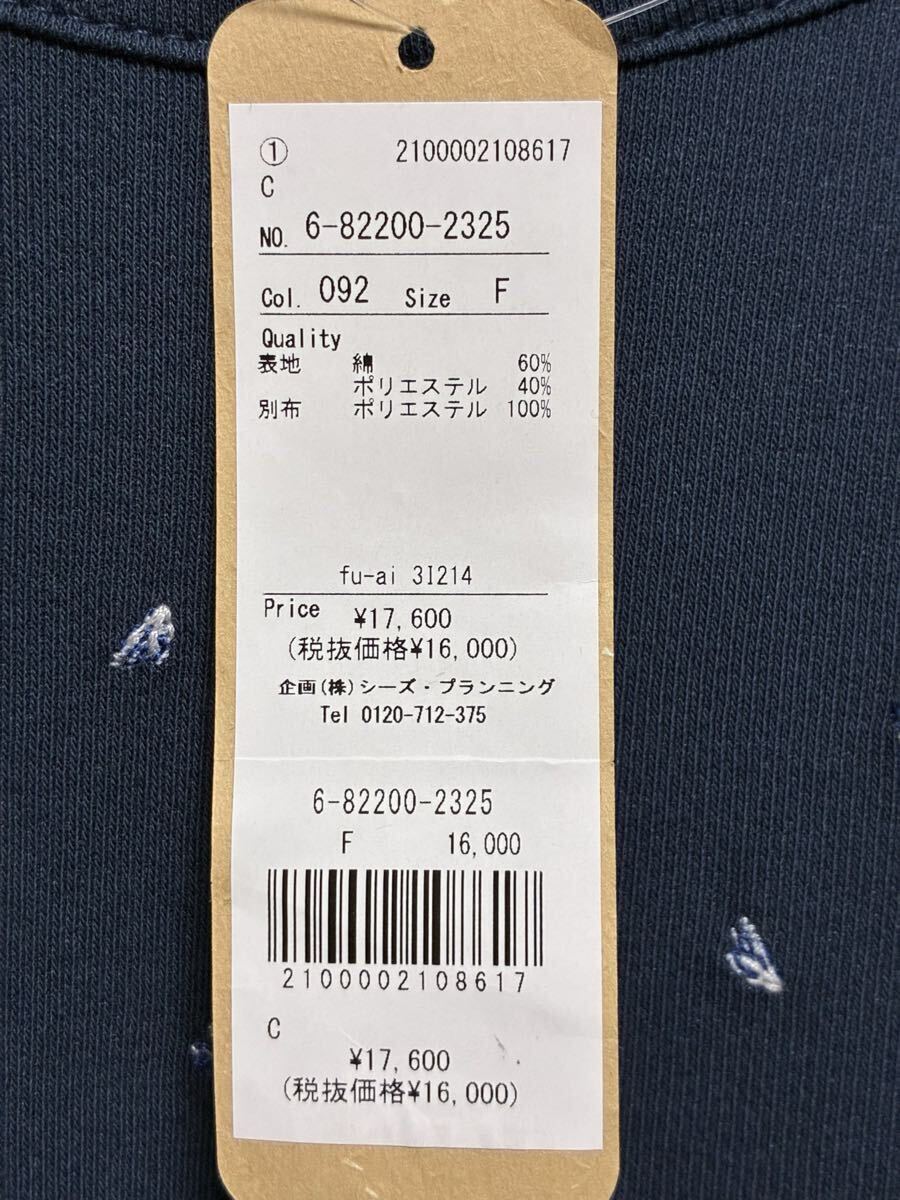 ① 2100002108617
C
NO. 6-82200-2325
Col. 092 Size F
Quality
表地 綿 60%
ポリエステル 40%
別布 ポリエステル 100%
fu-ai 3I214
Price ¥17,600
(税抜価格¥16,000)
企画(株)シーズ・プランニング
Tel 0120-712-375
6-82200-2325
F 16,000
2100002108617
C
¥17,600
(税抜価格¥16,000)